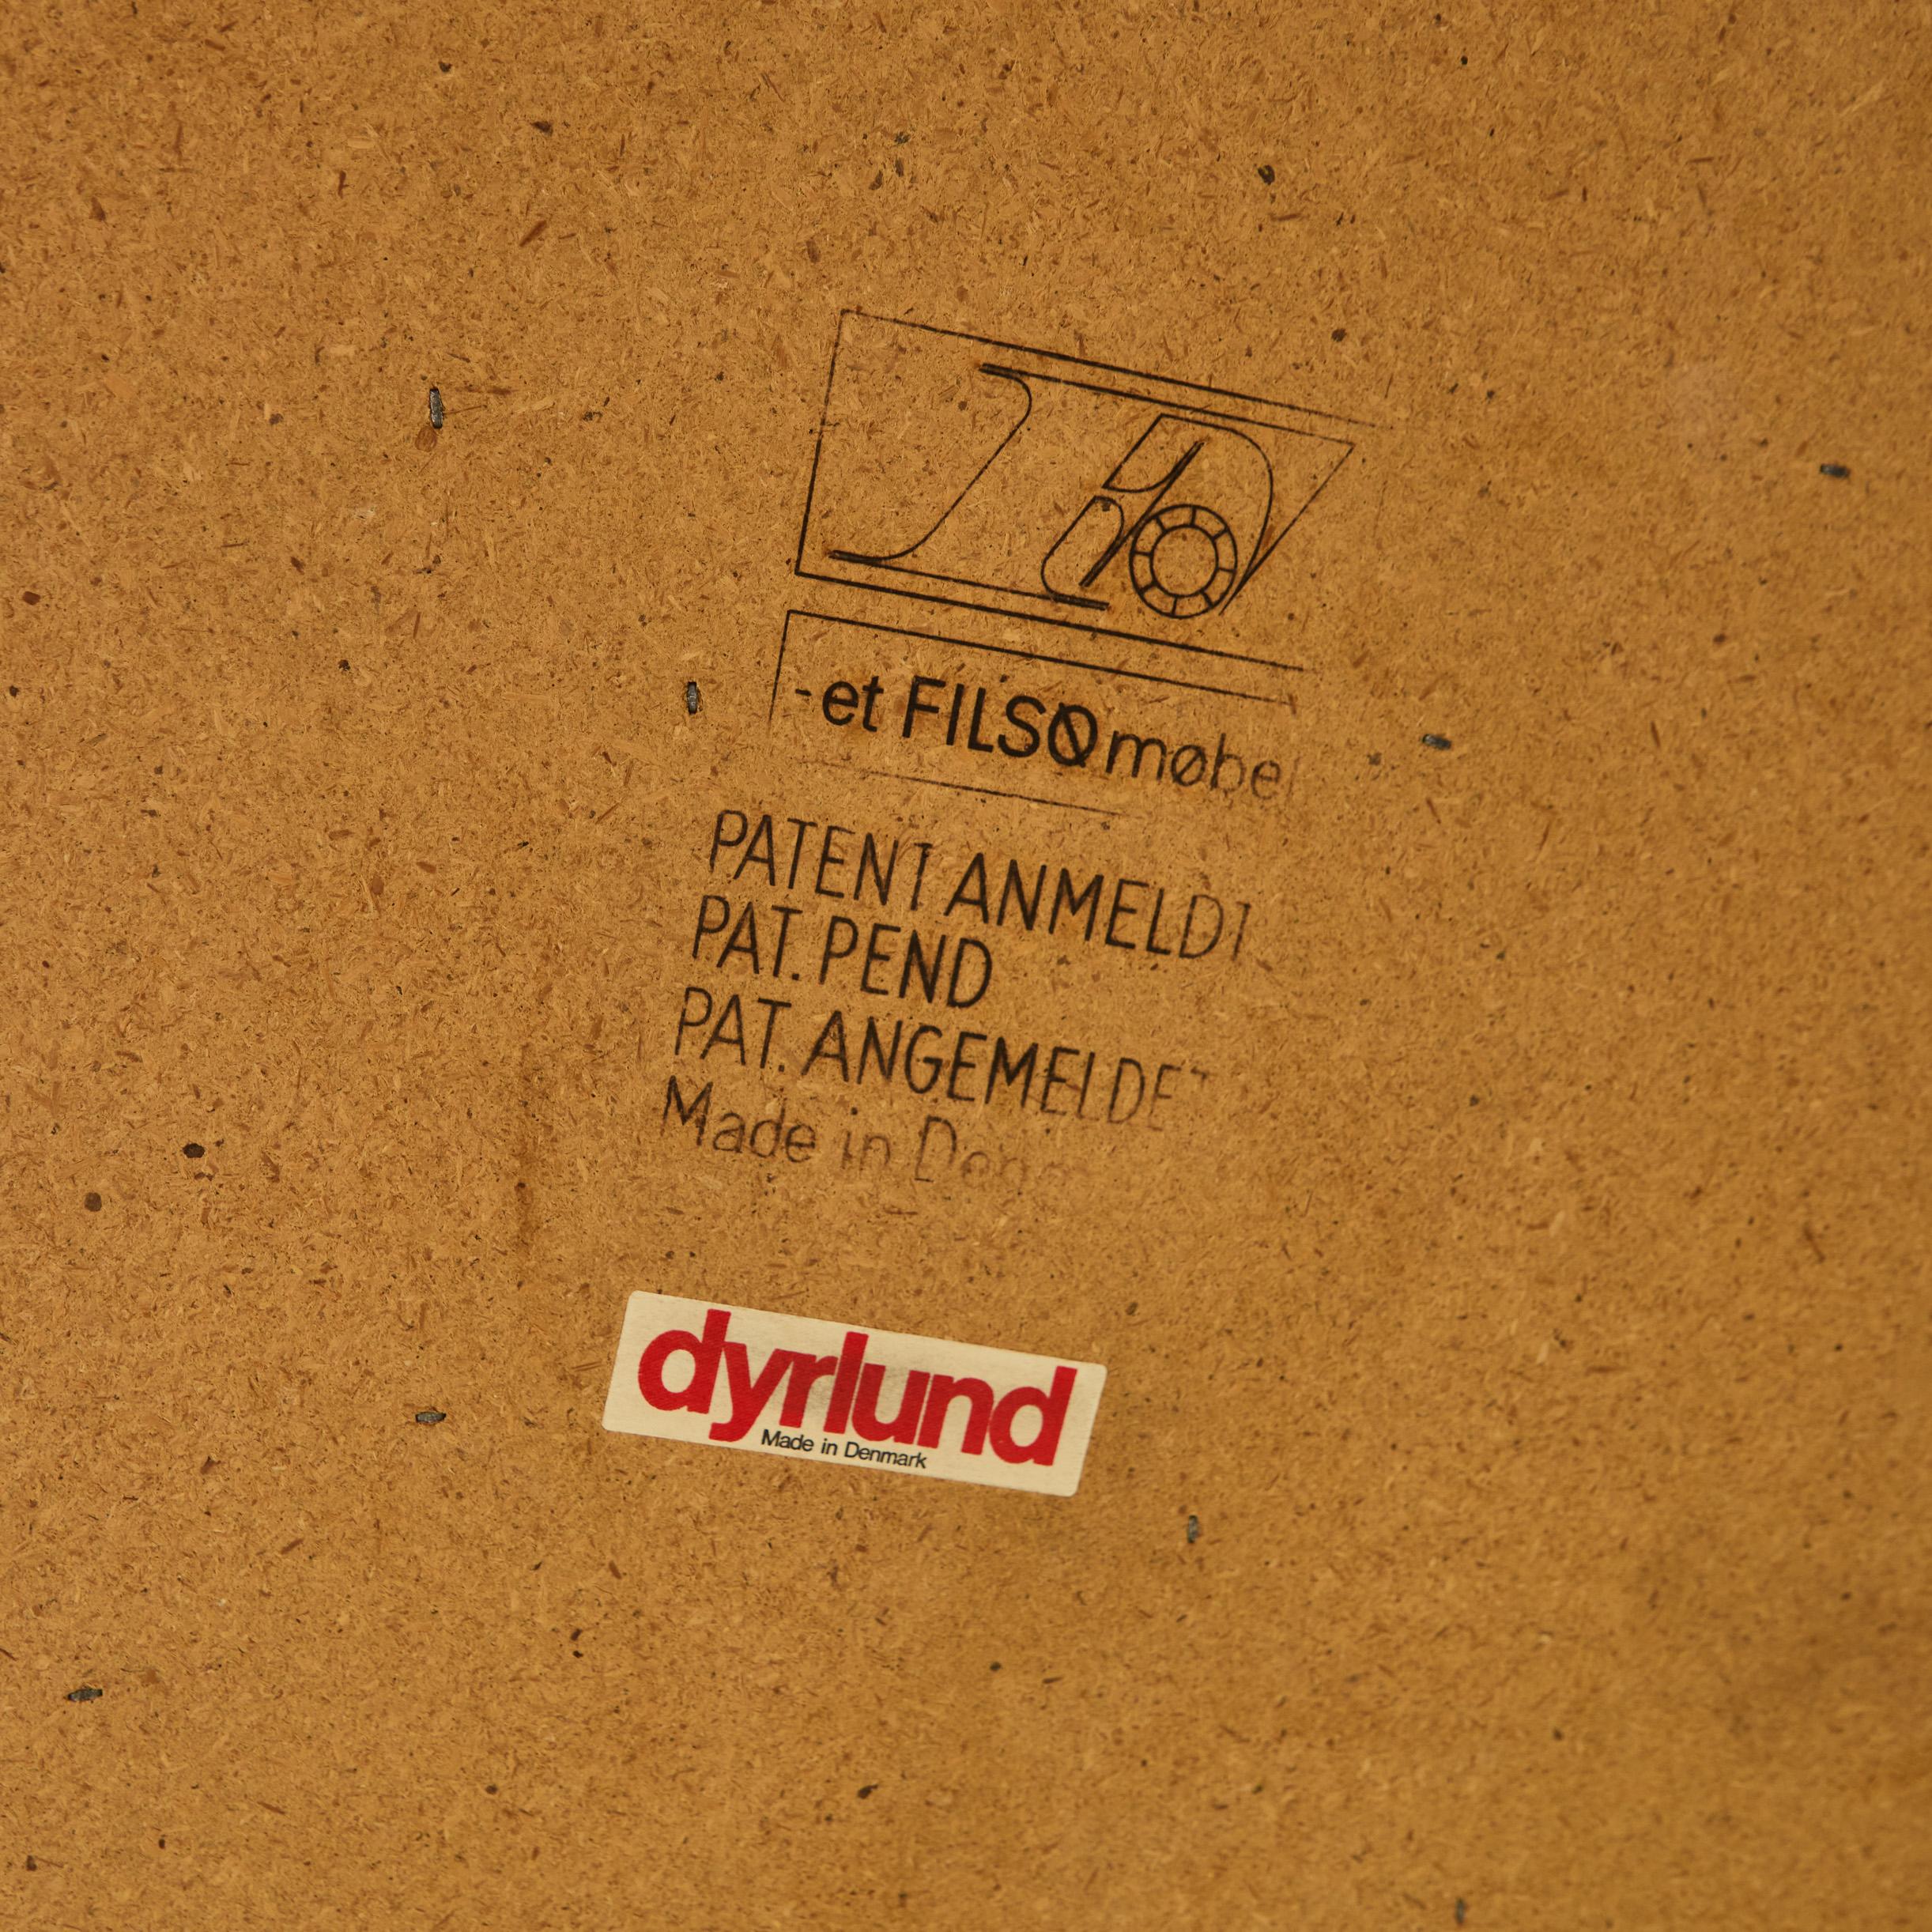 -et FILSØ møbel
PATENT ANMELDT
PAT. PEND
PAT. ANGEMELDET
Made in
dyrlund
Made in Denmark